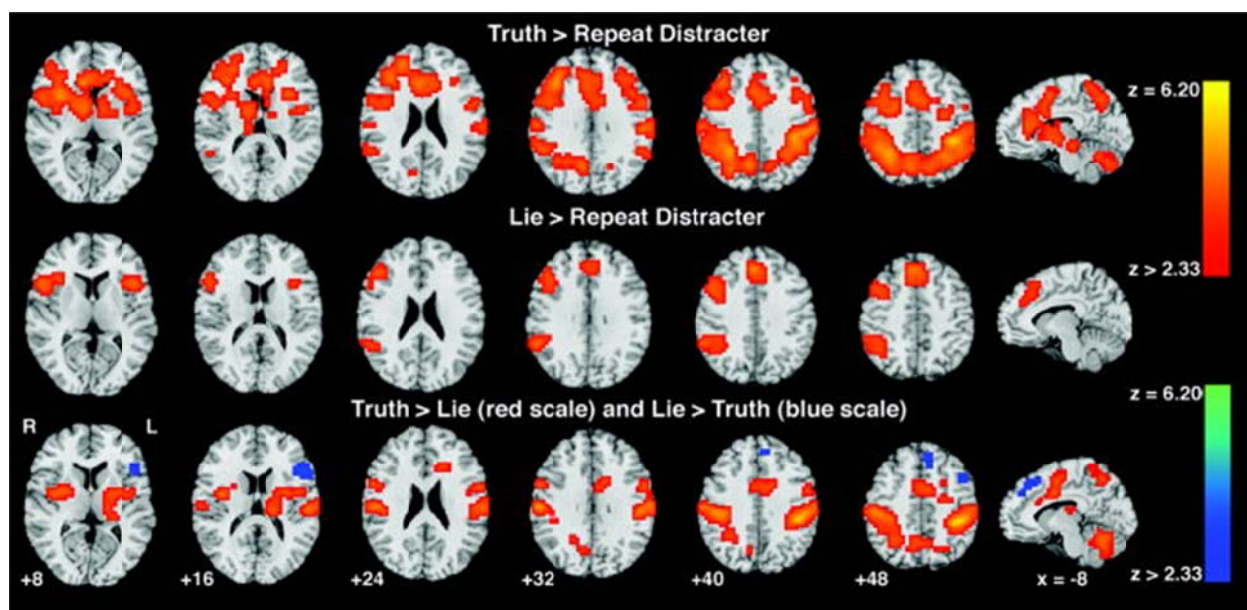 Truth > Repeat Distracter
z = 6.20
z > 2.33
Lie > Repeat Distracter
z = 6.20
Truth > Lie (red scale) and Lie > Truth (blue scale)
R L
+8 +16 +24 +32 +40 +48 x = -8 z > 2.33